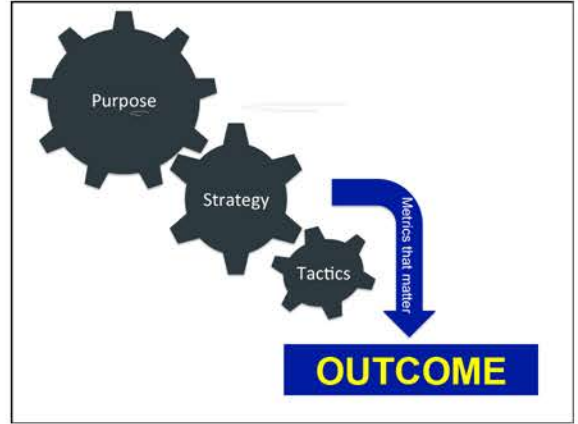 Purpose
Strategy
Tactics
Metrics that matter
OUTCOME